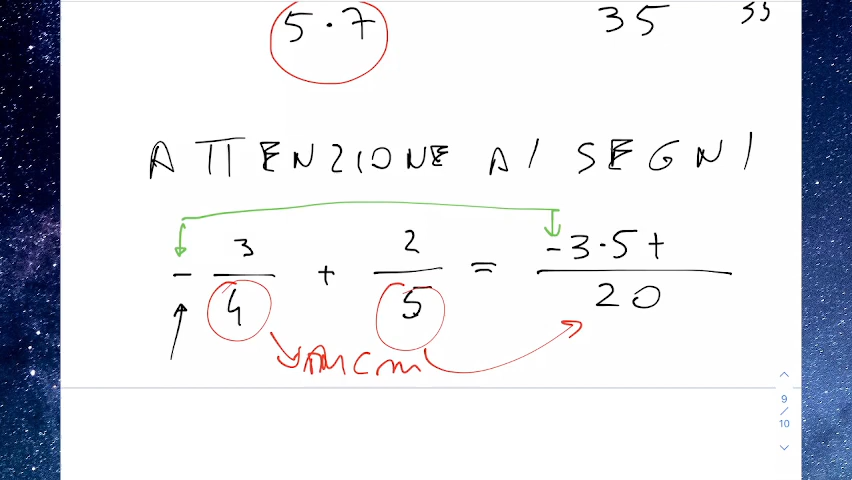 5·7 35
ATTENZIONE AI SEGNI
- 3/4 + 2/5 = -3·5+/20
mcm
9
/
10